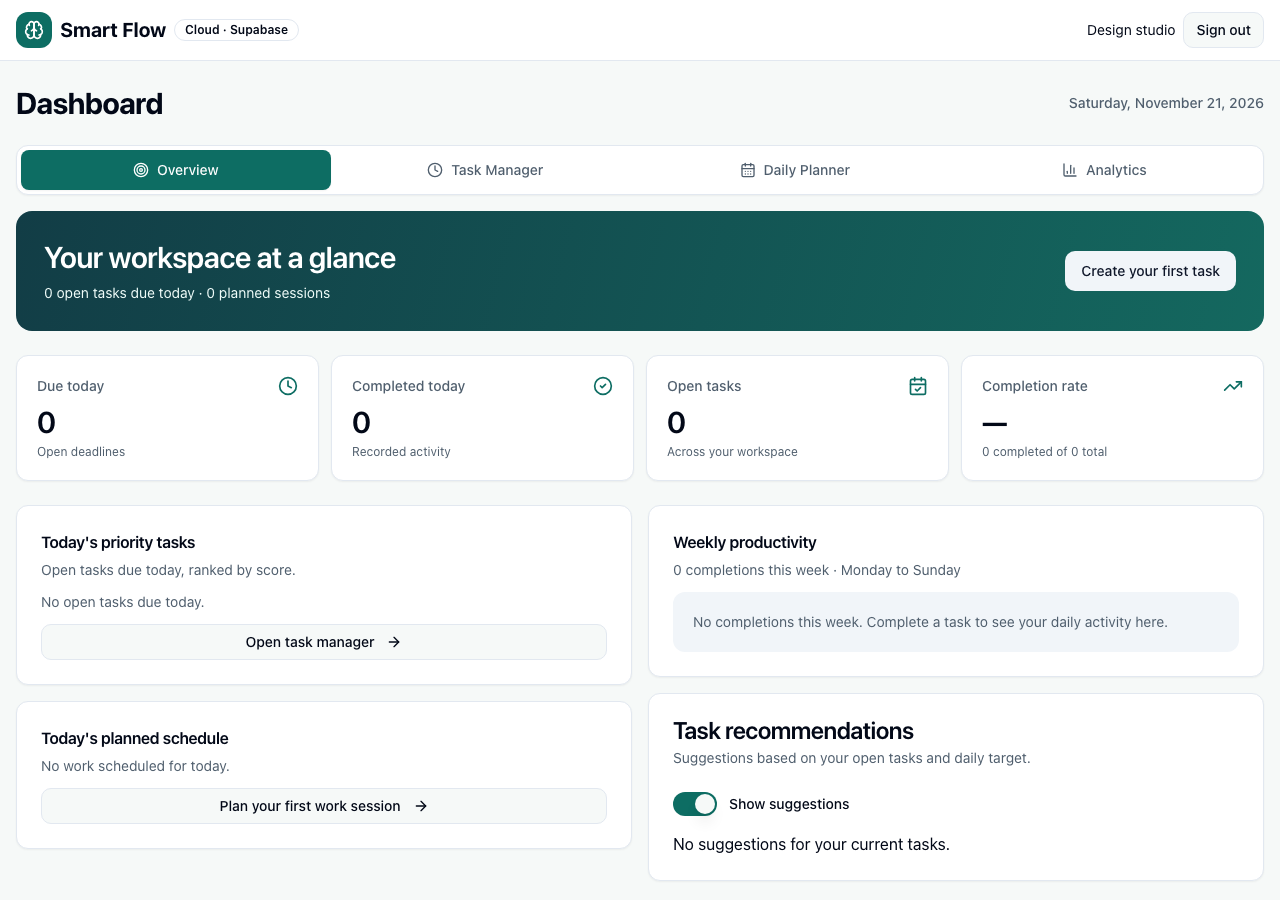 Smart Flow
Cloud · Supabase
Design studio
Sign out
Dashboard
Saturday, November 21, 2026
Overview
Task Manager
Daily Planner
Analytics
Your workspace at a glance
0 open tasks due today · 0 planned sessions
Create your first task
Due today
0
Open deadlines
Completed today
0
Recorded activity
Open tasks
0
Across your workspace
Completion rate
—
0 completed of 0 total
Today's priority tasks
Open tasks due today, ranked by score.
No open tasks due today.
Open task manager
Weekly productivity
0 completions this week · Monday to Sunday
No completions this week. Complete a task to see your daily activity here.
Today's planned schedule
No work scheduled for today.
Plan your first work session
Task recommendations
Suggestions based on your open tasks and daily target.
Show suggestions
No suggestions for your current tasks.